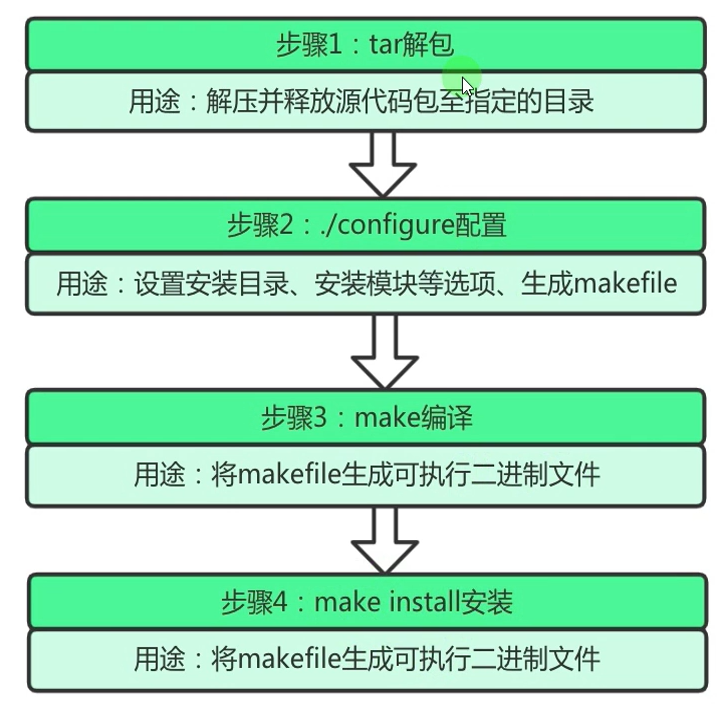 步骤1：tar解包
用途：解压并释放源代码包至指定的目录
步骤2：./configure配置
用途：设置安装目录、安装模块等选项、生成makefile
步骤3：make编译
用途：将makefile生成可执行二进制文件
步骤4：make install安装
用途：将makefile生成可执行二进制文件